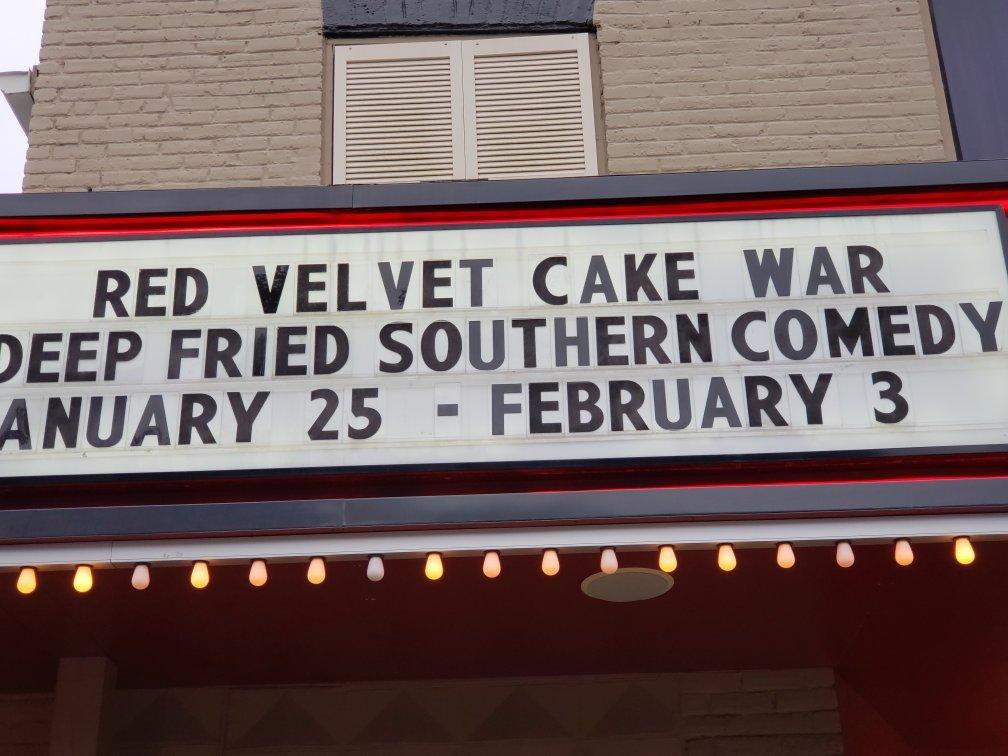 RED VELVET CAKE WAR
DEEP FRIED SOUTHERN COMEDY
ANUARY 25 - FEBRUARY 3